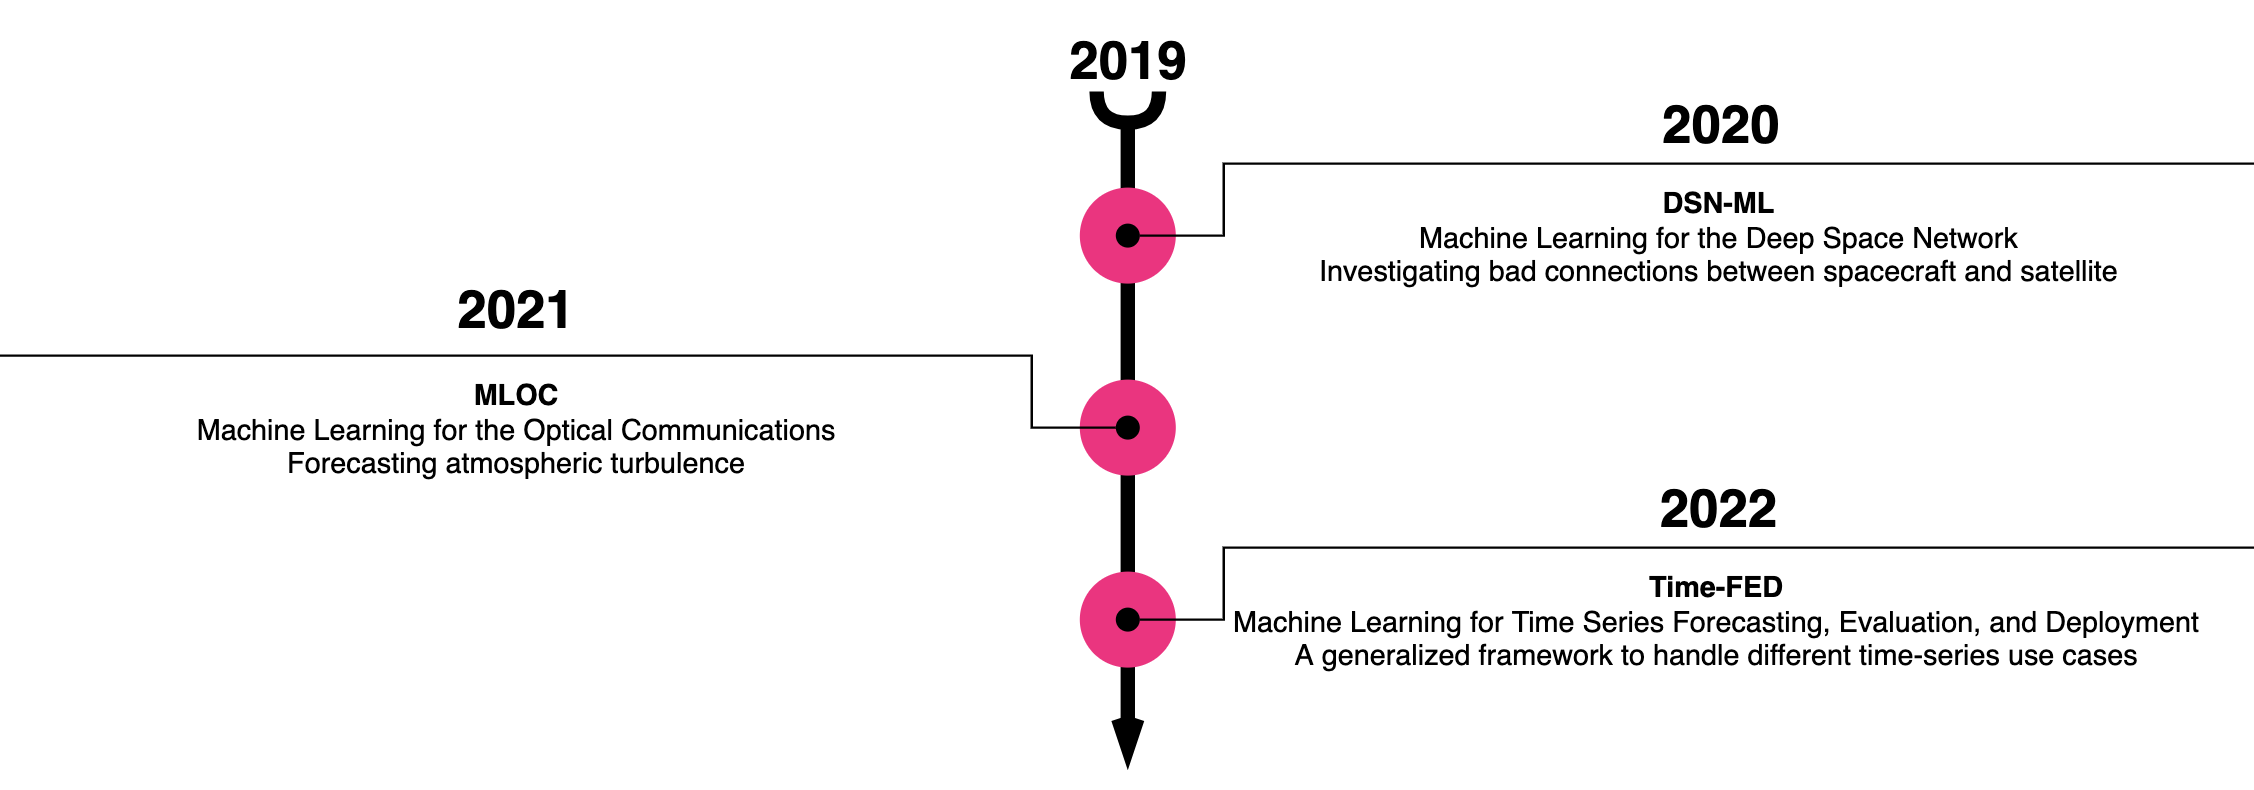 2019
2020
DSN-ML
Machine Learning for the Deep Space Network
Investigating bad connections between spacecraft and satellite
2021
MLOC
Machine Learning for the Optical Communications
Forecasting atmospheric turbulence
2022
Time-FED
Machine Learning for Time Series Forecasting, Evaluation, and Deployment
A generalized framework to handle different time-series use cases